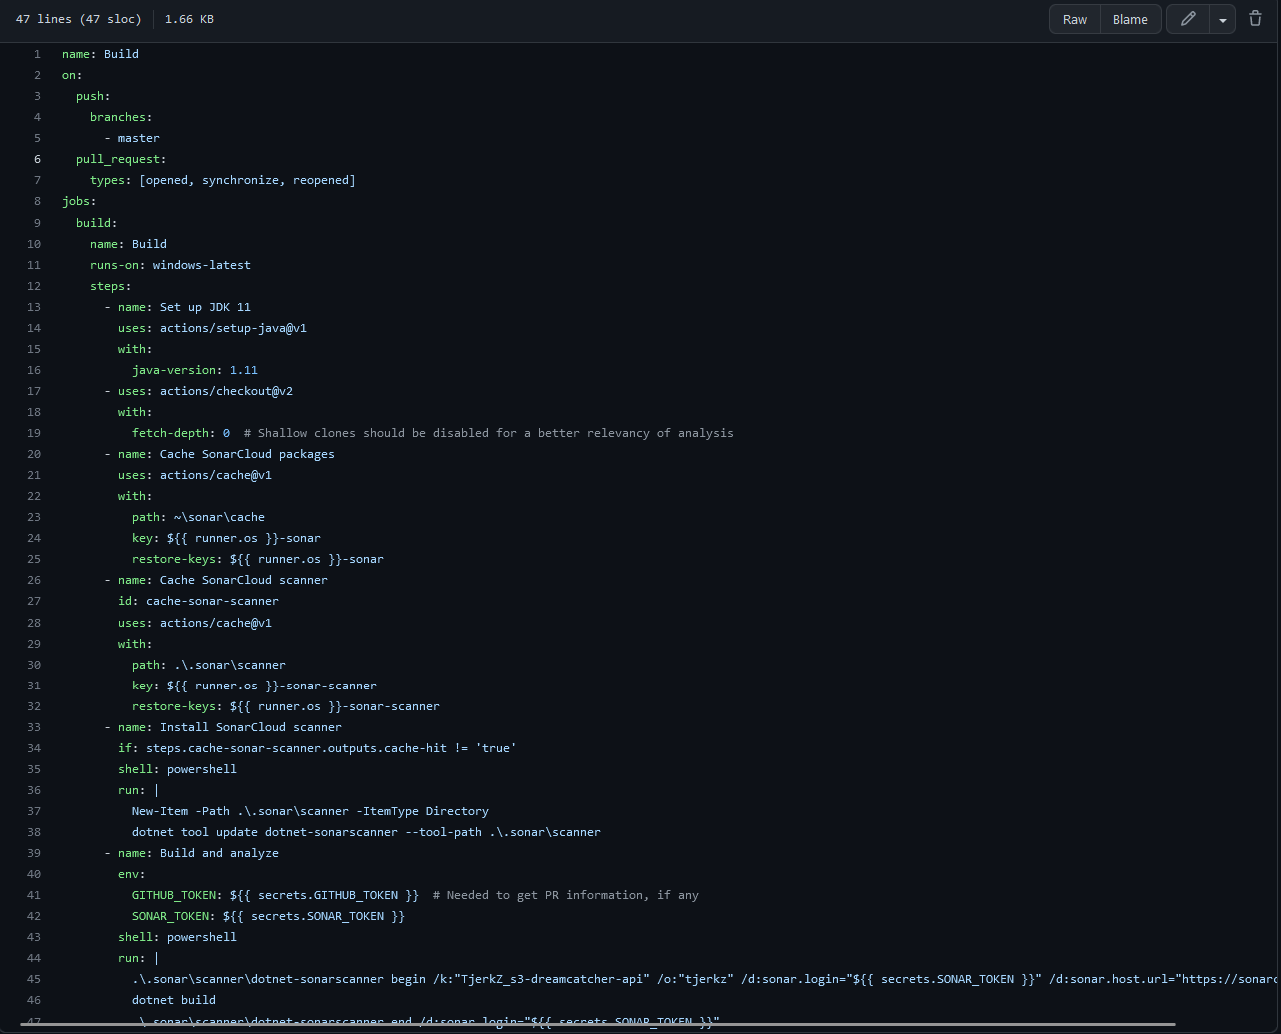 47 lines (47 sloc) 1.66 KB Raw Blame
1 name: Build
2 on:
3   push:
4     branches:
5       - master
6   pull_request:
7     types: [opened, synchronize, reopened]
8 jobs:
9   build:
10     name: Build
11     runs-on: windows-latest
12     steps:
13       - name: Set up JDK 11
14         uses: actions/setup-java@v1
15         with:
16           java-version: 1.11
17       - uses: actions/checkout@v2
18         with:
19           fetch-depth: 0  # Shallow clones should be disabled for a better relevancy of analysis
20       - name: Cache SonarCloud packages
21         uses: actions/cache@v1
22         with:
23           path: ~\sonar\cache
24           key: ${{ runner.os }}-sonar
25           restore-keys: ${{ runner.os }}-sonar
26       - name: Cache SonarCloud scanner
27         id: cache-sonar-scanner
28         uses: actions/cache@v1
29         with:
30           path: .\.sonar\scanner
31           key: ${{ runner.os }}-sonar-scanner
32           restore-keys: ${{ runner.os }}-sonar-scanner
33       - name: Install SonarCloud scanner
34         if: steps.cache-sonar-scanner.outputs.cache-hit != 'true'
35         shell: powershell
36         run: |
37           New-Item -Path .\.sonar\scanner -ItemType Directory
38           dotnet tool update dotnet-sonarscanner --tool-path .\.sonar\scanner
39       - name: Build and analyze
40         env:
41           GITHUB_TOKEN: ${{ secrets.GITHUB_TOKEN }}  # Needed to get PR information, if any
42           SONAR_TOKEN: ${{ secrets.SONAR_TOKEN }}
43         shell: powershell
44         run: |
45           .\.sonar\scanner\dotnet-sonarscanner begin /k:"TjerkZ_s3-dreamcatcher-api" /o:"tjerkz" /d:sonar.login="${{ secrets.SONAR_TOKEN }}" /d:sonar.host.url="https://sonar
46           dotnet build
47           .\.sonar\scanner\dotnet-sonarscanner end /d:sonar.login="${{ secrets.SONAR_TOKEN }}"